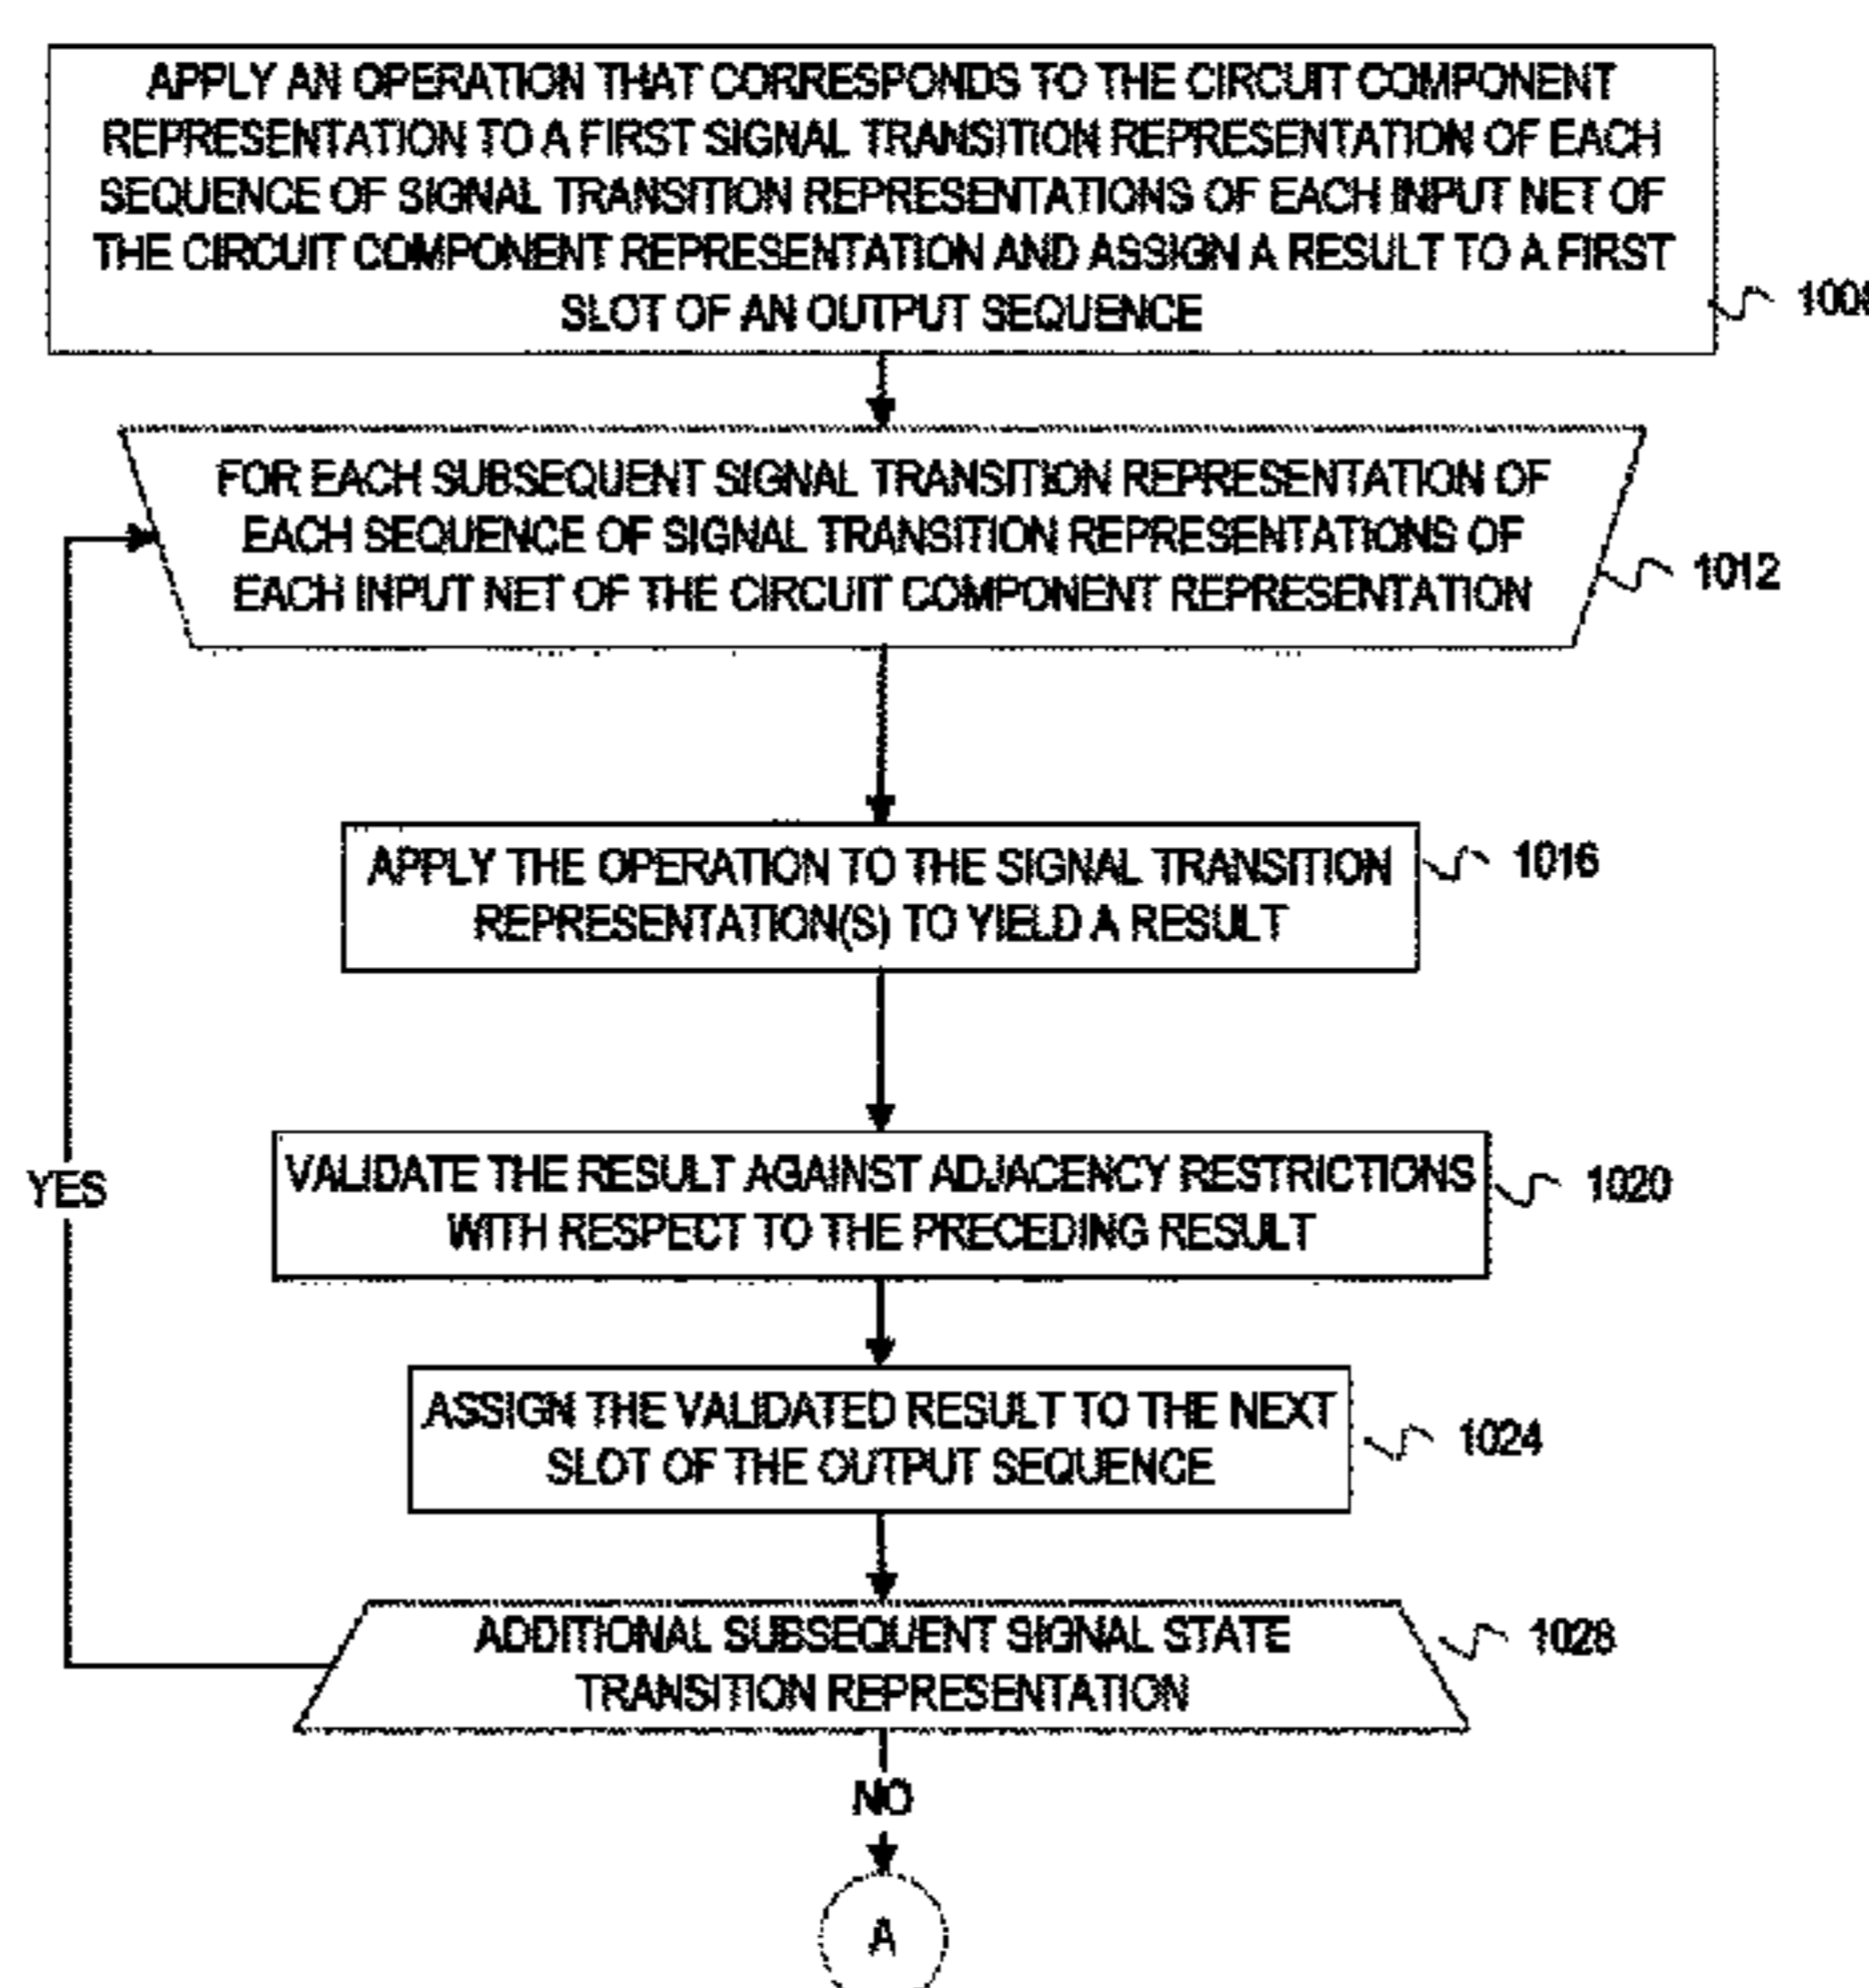 APPLY AN OPERATION THAT CORRESPONDS TO THE CIRCUIT COMPONENT
REPRESENTATION TO A FIRST SIGNAL TRANSITION REPRESENTATION OF EACH
SEQUENCE OF SIGNAL TRANSITION REPRESENTATIONS OF EACH INPUT NET OF
THE CIRCUIT COMPONENT REPRESENTATION AND ASSIGN A RESULT TO A FIRST
SLOT OF AN OUTPUT SEQUENCE
FOR EACH SUBSEQUENT SIGNAL TRANSITION REPRESENTATION OF
EACH SEQUENCE OF SIGNAL TRANSITION REPRESENTATIONS OF
EACH INPUT NET OF THE CIRCUIT COMPONENT REPRESENTATION
1012
APPLY THE OPERATION TO THE SIGNAL TRANSITION
REPRESENTATION(S) TO YIELD A RESULT
1016
YES
VALIDATE THE RESULT AGAINST ADJACENCY RESTRICTIONS
WITH RESPECT TO THE PRECEDING RESULT
1020
ASSIGN THE VALIDATED RESULT TO THE NEXT
SLOT OF THE OUTPUT SEQUENCE
1024
ADDITIONAL SUBSEQUENT SIGNAL STATE
TRANSITION REPRESENTATION
1028
NO
A